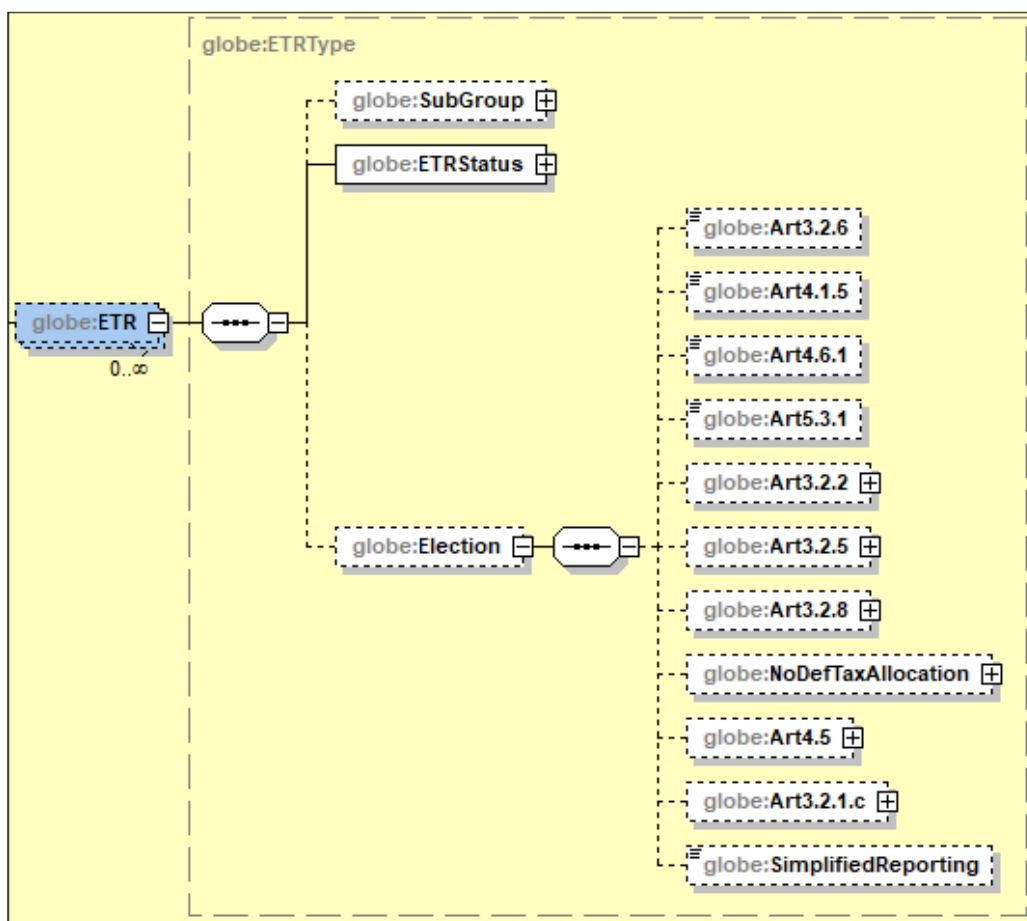 globe:ETRType
globe:SubGroup
globe:ETRStatus
globe:Art3.2.6
globe:Art4.1.5
globe:ETR
0..∞
globe:Art4.6.1
globe:Art5.3.1
globe:Art3.2.2
globe:Election
globe:Art3.2.5
globe:Art3.2.8
globe:NoDefTaxAllocation
globe:Art4.5
globe:Art3.2.1.c
globe:SimplifiedReporting